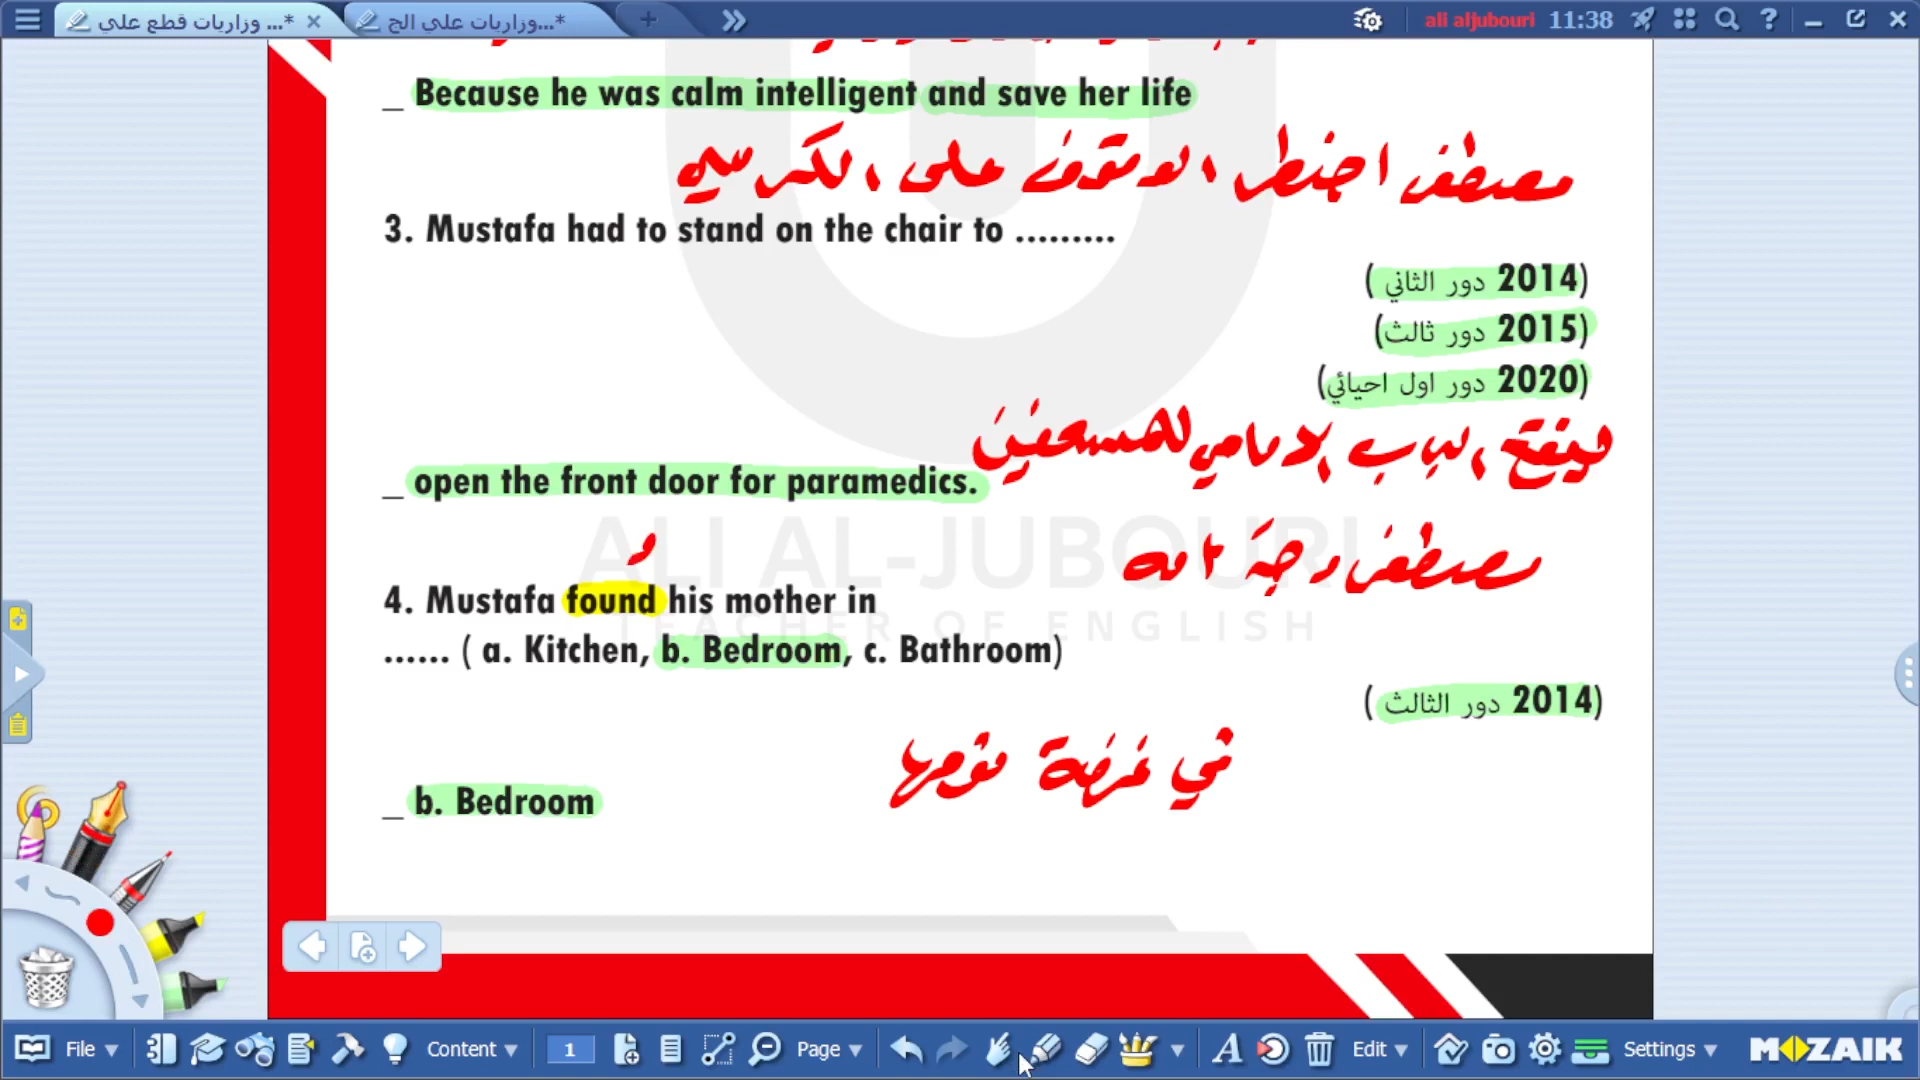 وزاريات قطع علي ... *
وزاريات علي الج...*
ali aljubouri 11:38
_ Because he was calm intelligent and save her life
مصطفى اضطر الوقوف على الكرسي
3. Mustafa had to stand on the chair to .........
(2014 دور الثاني )
(2015 دور ثالث)
(2020 دور اول احيائي)
ليفتح الباب الامامي للمسعفين
_ open the front door for paramedics.
ALI AL-JUBOURI
مصطفى وجد امه
4. Mustafa found his mother in
TEACHER OF ENGLISH
...... ( a. Kitchen, b. Bedroom, c. Bathroom)
(2014 دور الثالث )
في غرفة نومها
_ b. Bedroom
File Content 1 Page Edit Settings MOZAIK